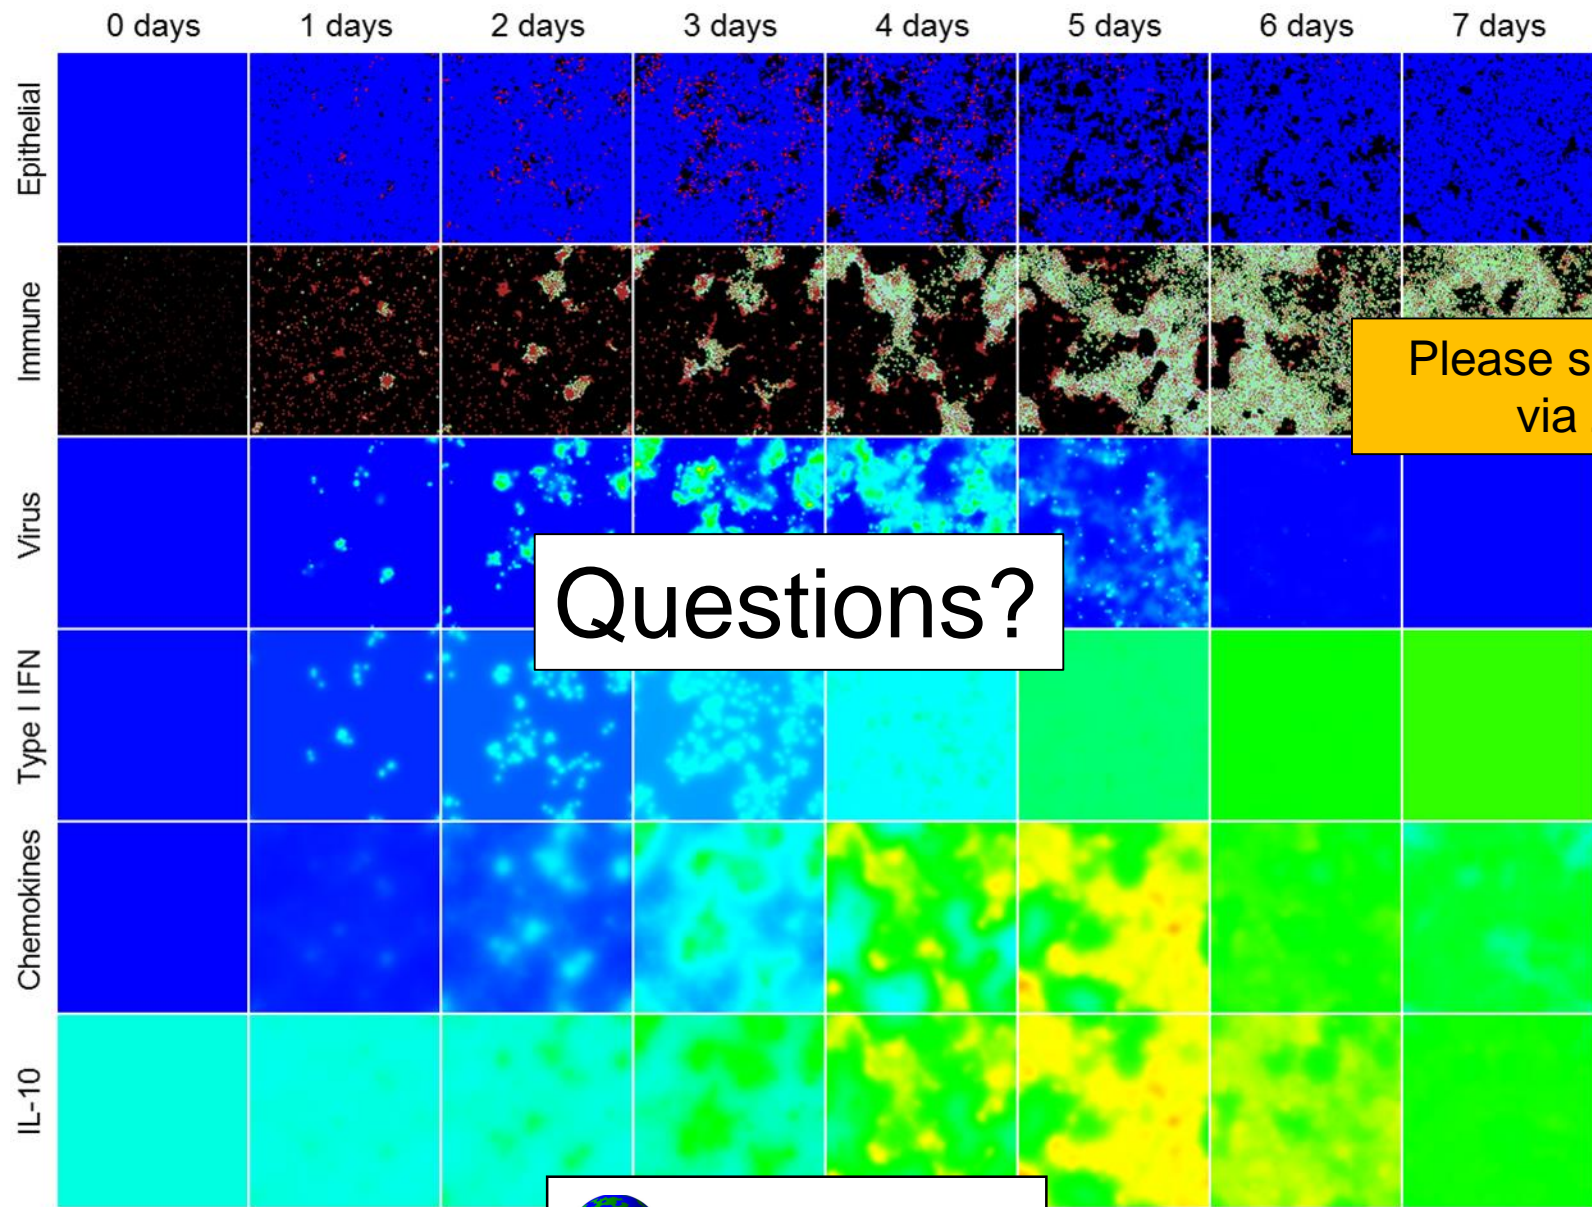 0 days 1 days 2 days 3 days 4 days 5 days 6 days 7 days
Epithelial
Immune
Please s
via
Virus
Questions?
Type I IFN
Chemokines
IL-10